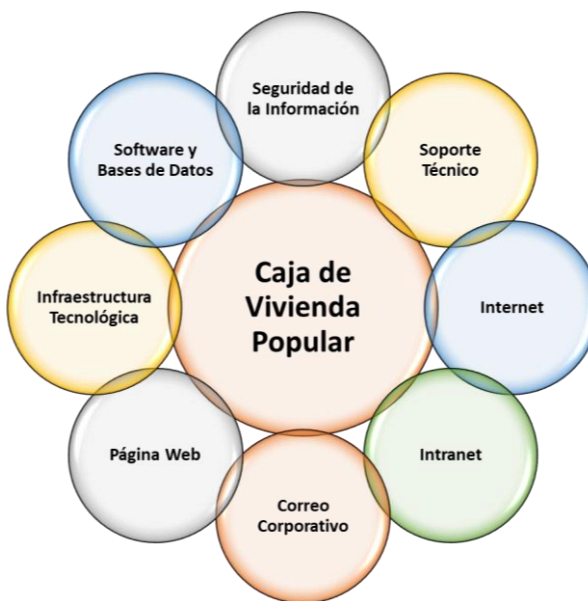 Seguridad de
la Información
Soporte
Técnico
Internet
Intranet
Correo
Corporativo
Página Web
Infraestructura
Tecnológica
Software y
Bases de Datos
Caja de
Vivienda
Popular